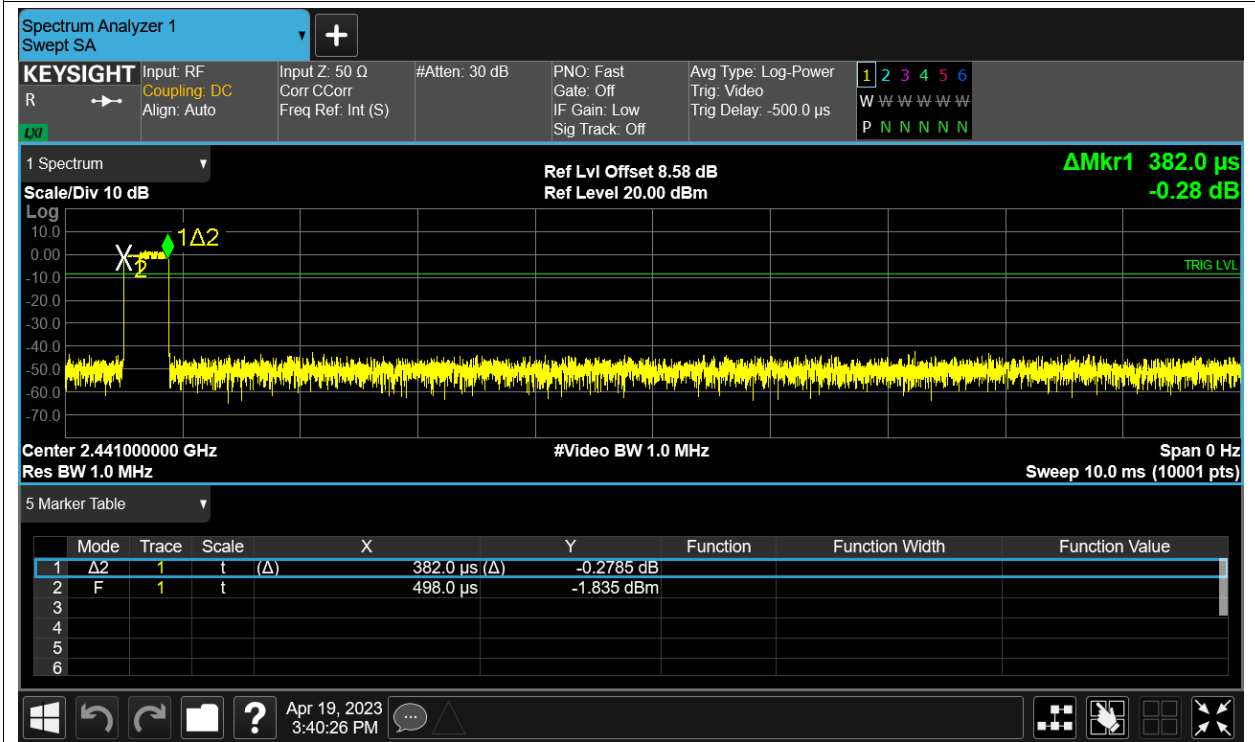 Spectrum Analyzer 1
Swept SA
KEYSIGHT Input: RF Input Z: 50 Ω #Atten: 30 dB PNO: Fast Avg Type: Log-Power 1 2 3 4 5 6
R Coupling: DC Corr CCorr Gate: Off Trig: Video W W W W W W
Align: Auto Freq Ref: Int (S) IF Gain: Low Trig Delay: -500.0 µs
LXI Sig Track: Off P N N N N N
1 Spectrum Ref Lvl Offset 8.58 dB ΔMkr1 382.0 µs
Scale/Div 10 dB Ref Level 20.00 dBm -0.28 dB
Log
10.0 1Δ2
0.00 X 2
TRIG LVL
-10.0
-20.0
-30.0
-40.0
-50.0
-60.0
-70.0
Center 2.441000000 GHz #Video BW 1.0 MHz Span 0 Hz
Res BW 1.0 MHz Sweep 10.0 ms (10001 pts)
5 Marker Table
Mode Trace Scale X Y Function Function Width Function Value
1 Δ2 1 t (Δ) 382.0 µs (Δ) -0.2785 dB
2 F 1 t 498.0 µs -1.835 dBm
3
4
5
6
? Apr 19, 2023
3:40:26 PM